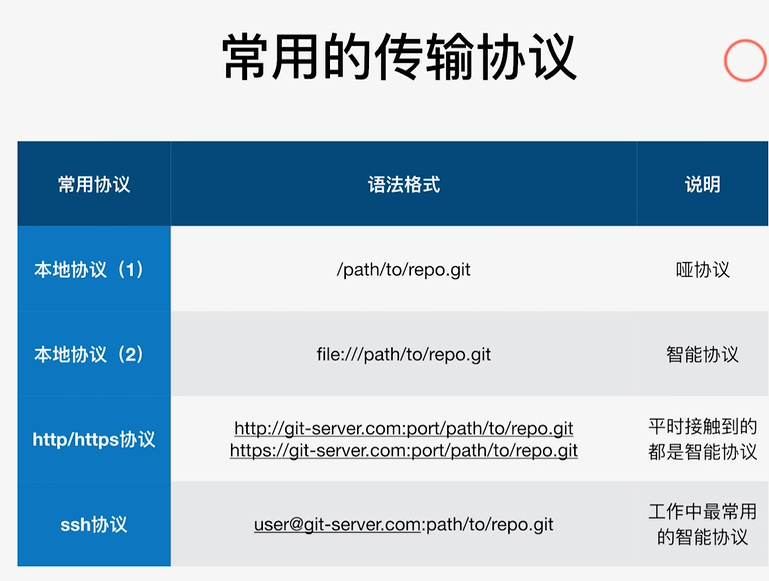 常用的传输协议
常用协议 语法格式 说明
本地协议（1） /path/to/repo.git 哑协议
本地协议（2） file:///path/to/repo.git 智能协议
http/https协议 http://git-server.com:port/path/to/repo.git 平时接触到的
https://git-server.com:port/path/to/repo.git 都是智能协议
ssh协议 user@git-server.com:path/to/repo.git 工作中最常用
的智能协议